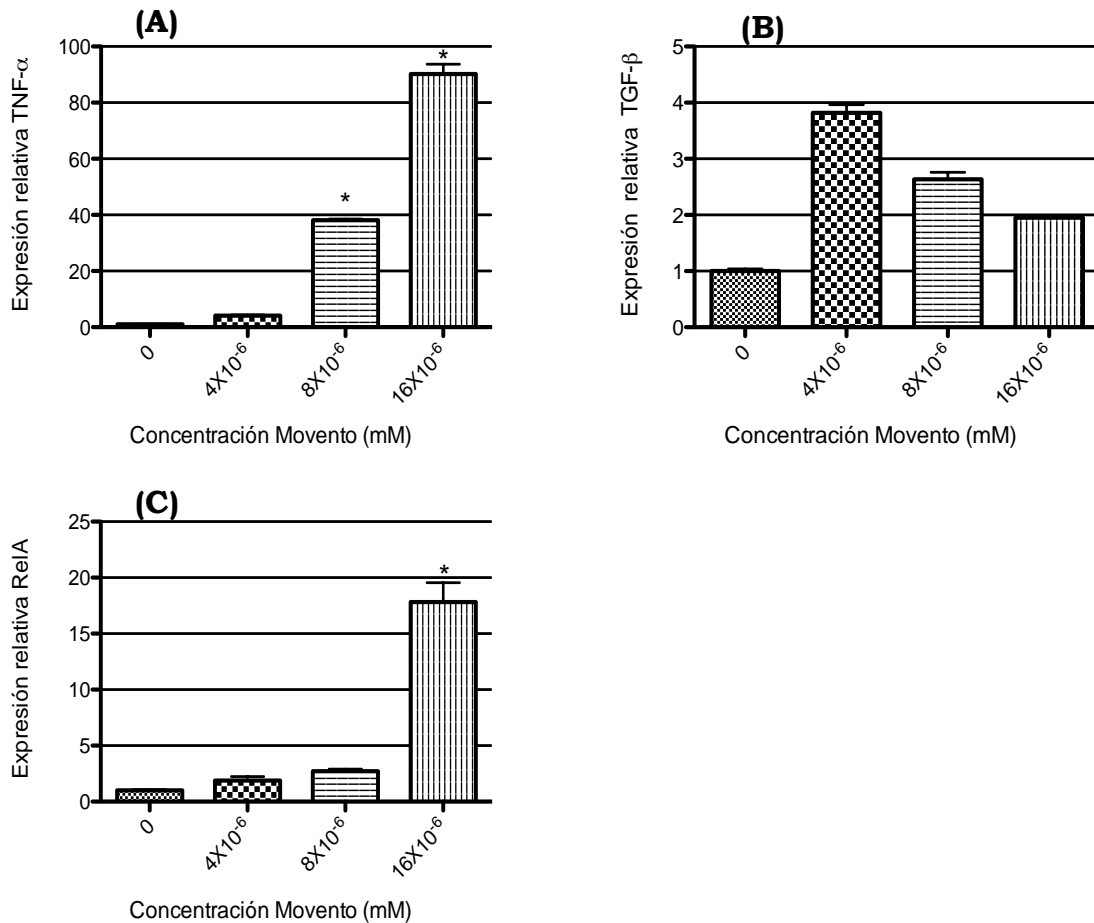 (A)
Expresión relativa TNF-α
100
80
60
40
20
0
*
*
0
4X10⁻⁶
8X10⁻⁶
16X10⁻⁶
Concentración Movento (mM)
(B)
Expresión relativa TGF-β
5
4
3
2
1
0
0
4X10⁻⁶
8X10⁻⁶
16X10⁻⁶
Concentración Movento (mM)
(C)
Expresión relativa RelA
25
20
15
10
5
0
*
0
4X10⁻⁶
8X10⁻⁶
16X10⁻⁶
Concentración Movento (mM)